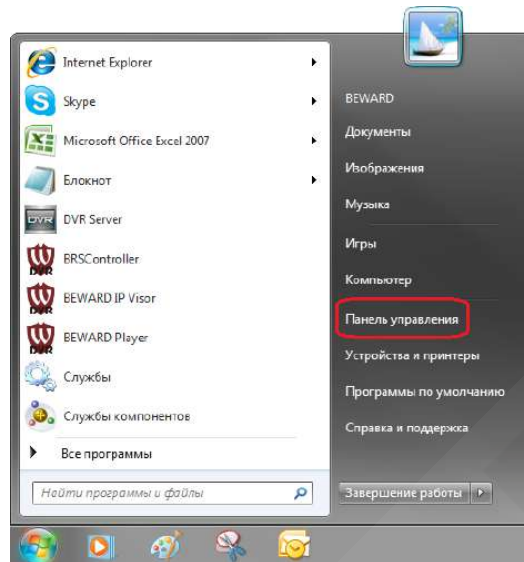 Internet Explorer
Skype
Microsoft Office Excel 2007
Блокнот
DVR Server
BRSController
BEWARD IP Visor
BEWARD Player
Службы
Службы компонентов
Все программы
Найти программы и файлы
BEWARD
Документы
Изображения
Музыка
Игры
Компьютер
Панель управления
Устройства и принтеры
Программы по умолчанию
Справка и поддержка
Завершение работы